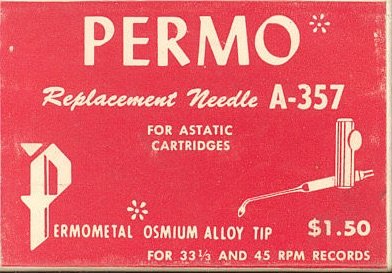 PERMO*
Replacement Needle A-357
FOR ASTATIC
CARTRIDGES
PERMOMETAL OSMIUM ALLOY TIP
$1.50
FOR 33⅓ AND 45 RPM RECORDS